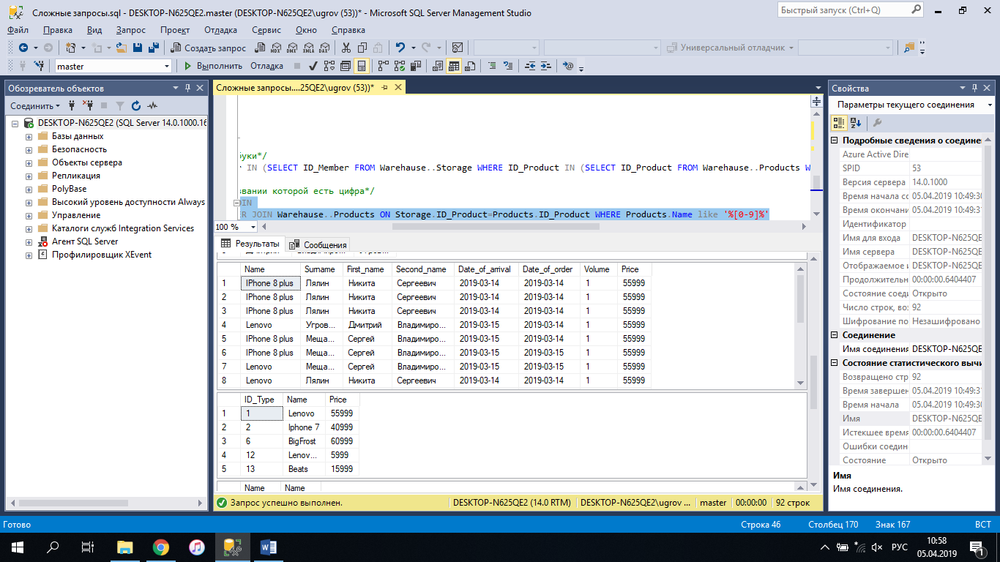 Сложные запросы.sql - DESKTOP-N625QE2.master (DESKTOP-N625QE2\ugrov (53))* - Microsoft SQL Server Management Studio
Быстрый запуск (Ctrl+Q)
Файл Правка Вид Запрос Проект Отладка Сервис Окно Справка
Создать запрос MDX DMX XMLA DAX Универсальный отладчик
master Выполнить Отладка
Обозреватель объектов
Соединить
DESKTOP-N625QE2 (SQL Server 14.0.1000.16
Базы данных
Безопасность
Объекты сервера
Репликация
PolyBase
Высокий уровень доступности Always
Управление
Каталоги служб Integration Services
Агент SQL Server
Профилировщик XEvent
Сложные запросы....25QE2\ugrov (53))*
буки*/
IN (SELECT ID_Member FROM Warehause..Storage WHERE ID_Product IN (SELECT ID_Product FROM Warehause..Products W
звании которой есть цифра*/
OIN
R JOIN Warehause..Products ON Storage.ID_Product=Products.ID_Product WHERE Products.Name like '%[0-9]%'
100 %
Результаты Сообщения
Name Surname First_name Second_name Date_of_arrival Date_of_order Volume Price
1 IPhone 8 plus Лялин Никита Сергеевич 2019-03-14 2019-03-14 1 55999
2 IPhone 8 plus Лялин Никита Сергеевич 2019-03-14 2019-03-14 1 55999
3 IPhone 8 plus Лялин Никита Сергеевич 2019-03-14 2019-03-14 1 55999
4 Lenovo Угров... Дмитрий Владимиро... 2019-03-15 2019-03-14 1 55999
5 IPhone 8 plus Меща... Сергей Владимиро... 2019-03-15 2019-03-14 1 55999
6 IPhone 8 plus Меща... Сергей Владимиро... 2019-03-15 2019-03-14 1 55999
7 Lenovo Меща... Сергей Владимиро... 2019-03-15 2019-03-15 1 55999
8 Lenovo Лялин Никита Сергеевич 2019-03-14 2019-03-14 1 55999
ID_Type Name Price
1 1 Lenovo 55999
2 2 Iphone 7 40999
3 6 BigFrost 60999
4 12 Lenov... 5999
5 13 Beats 15999
Name Name
Запрос успешно выполнен. DESKTOP-N625QE2 (14.0 RTM) DESKTOP-N625QE2\ugrov ... master 00:00:00 92 строк
Свойства
Параметры текущего соединения
Подробные сведения о соедине
Azure Active Dire
SPID 53
Версия сервера 14.0.1000
Время начала со 05.04.2019 10:49:30
Время окончани 05.04.2019 10:49:3
Идентификатор
Имя для входа DESKTOP-N625QE
Имя сервера DESKTOP-N625QE
Отображаемое и DESKTOP-N625QE
Продолжительн 00:00:00.6404407
Состояние соеди Открыто
Число строк, воз 92
Шифрование по Незашифровано
Соединение
Имя соединения DESKTOP-N625QE
Состояние статистического вычи
Возвращено стр 92
Время завершен 05.04.2019 10:49:3
Время начала 05.04.2019 10:49:3
Имя DESKTOP-N625QE
Истекшее время 00:00:00.6404407
Ошибки соедин
Состояние Открыто
Имя
Имя соединения.
Готово Строка 46 Столбец 170 Знак 167 ВСТ
РУС 10:58
05.04.2019
1